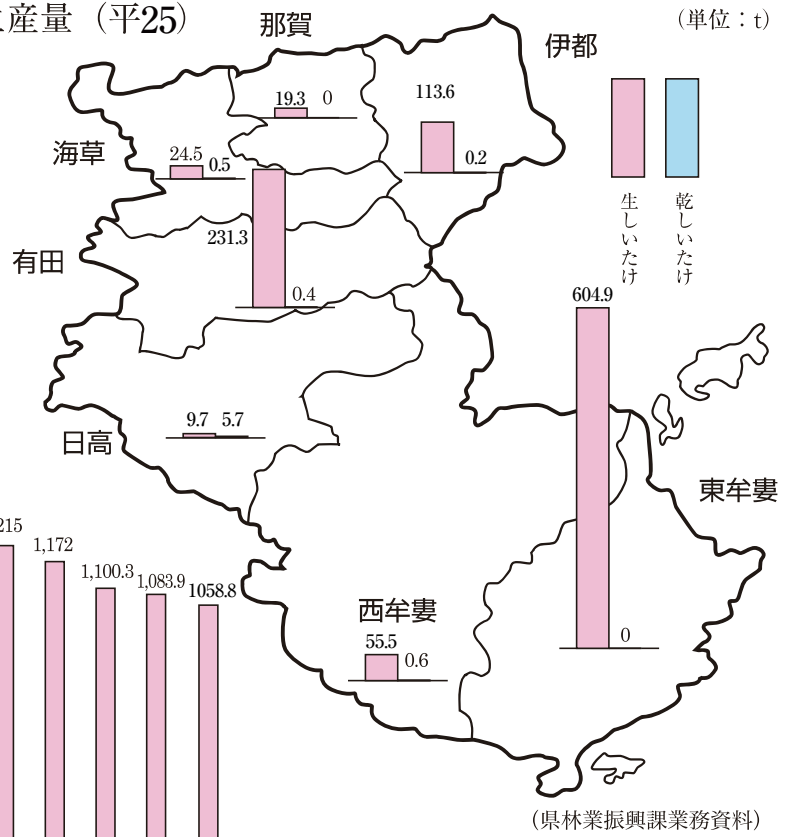 産量（平25）
（単位：t）
那賀
伊都
19.3 0
113.6
0.2
海草
24.5 0.5
生しいたけ
乾しいたけ
有田
231.3
0.4
604.9
日高
9.7 5.7
東牟婁
215
1,172
1,100.3
1,083.9
1058.8
西牟婁
55.5
0.6
0
（県林業振興課業務資料）